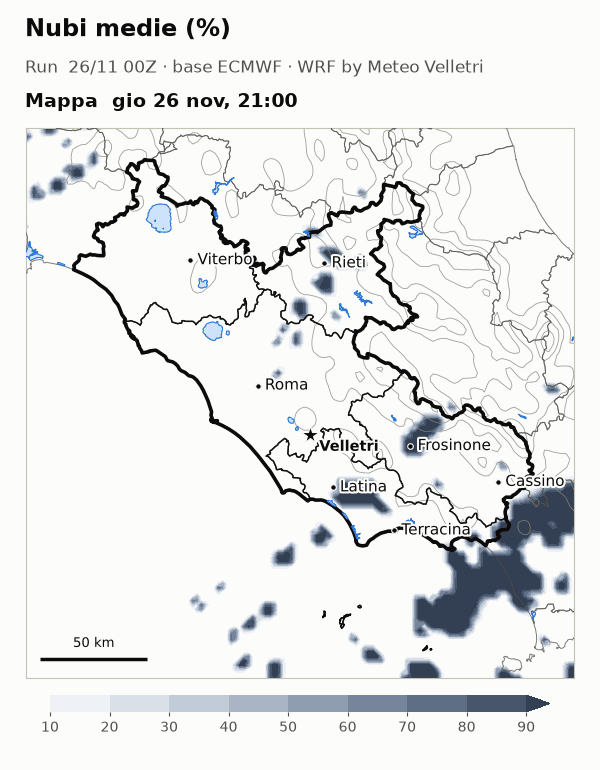 Nubi medie (%)
Run  26/11 00Z · base ECMWF · WRF by Meteo Velletri
Mappa  gio 26 nov, 21:00
Viterbo
Rieti
Roma
Velletri
Frosinone
Latina
Cassino
Terracina
50 km
10 20 30 40 50 60 70 80 90